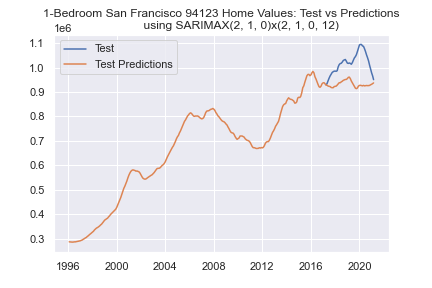 1-Bedroom San Francisco 94123 Home Values: Test vs Predictions
using SARIMAX(2, 1, 0)x(2, 1, 0, 12)
1e6
Test
Test Predictions
1.1
1.0
0.9
0.8
0.7
0.6
0.5
0.4
0.3
1996 2000 2004 2008 2012 2016 2020